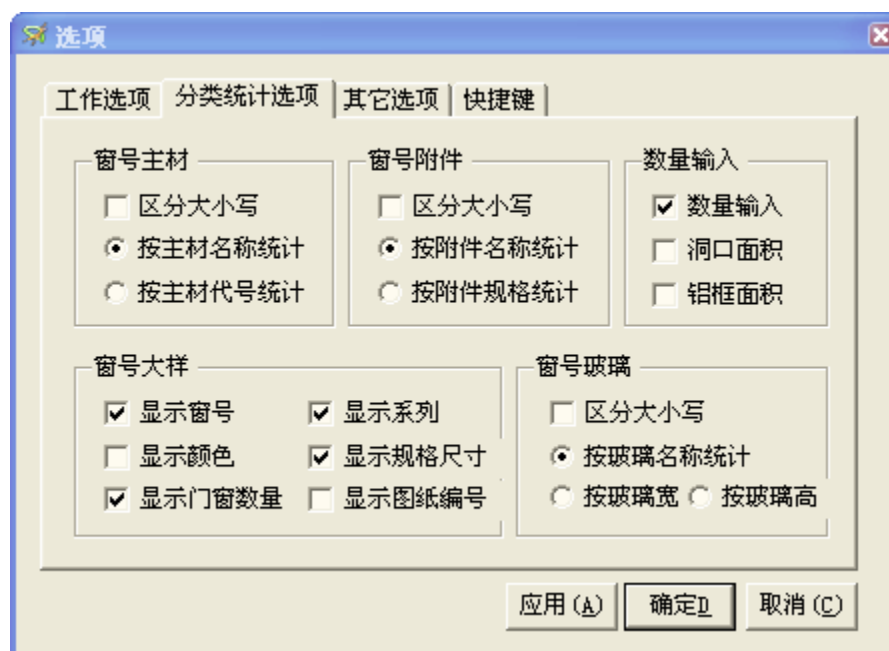 选项
工作选项 分类统计选项 其它选项 快捷键
窗号主材
区分大小写
按主材名称统计
按主材代号统计
窗号附件
区分大小写
按附件名称统计
按附件规格统计
数量输入
数量输入
洞口面积
铝框面积
窗号大样
显示窗号 显示系列
显示颜色 显示规格尺寸
显示门窗数量 显示图纸编号
窗号玻璃
区分大小写
按玻璃名称统计
按玻璃宽 按玻璃高
应用(A) 确定D 取消(C)